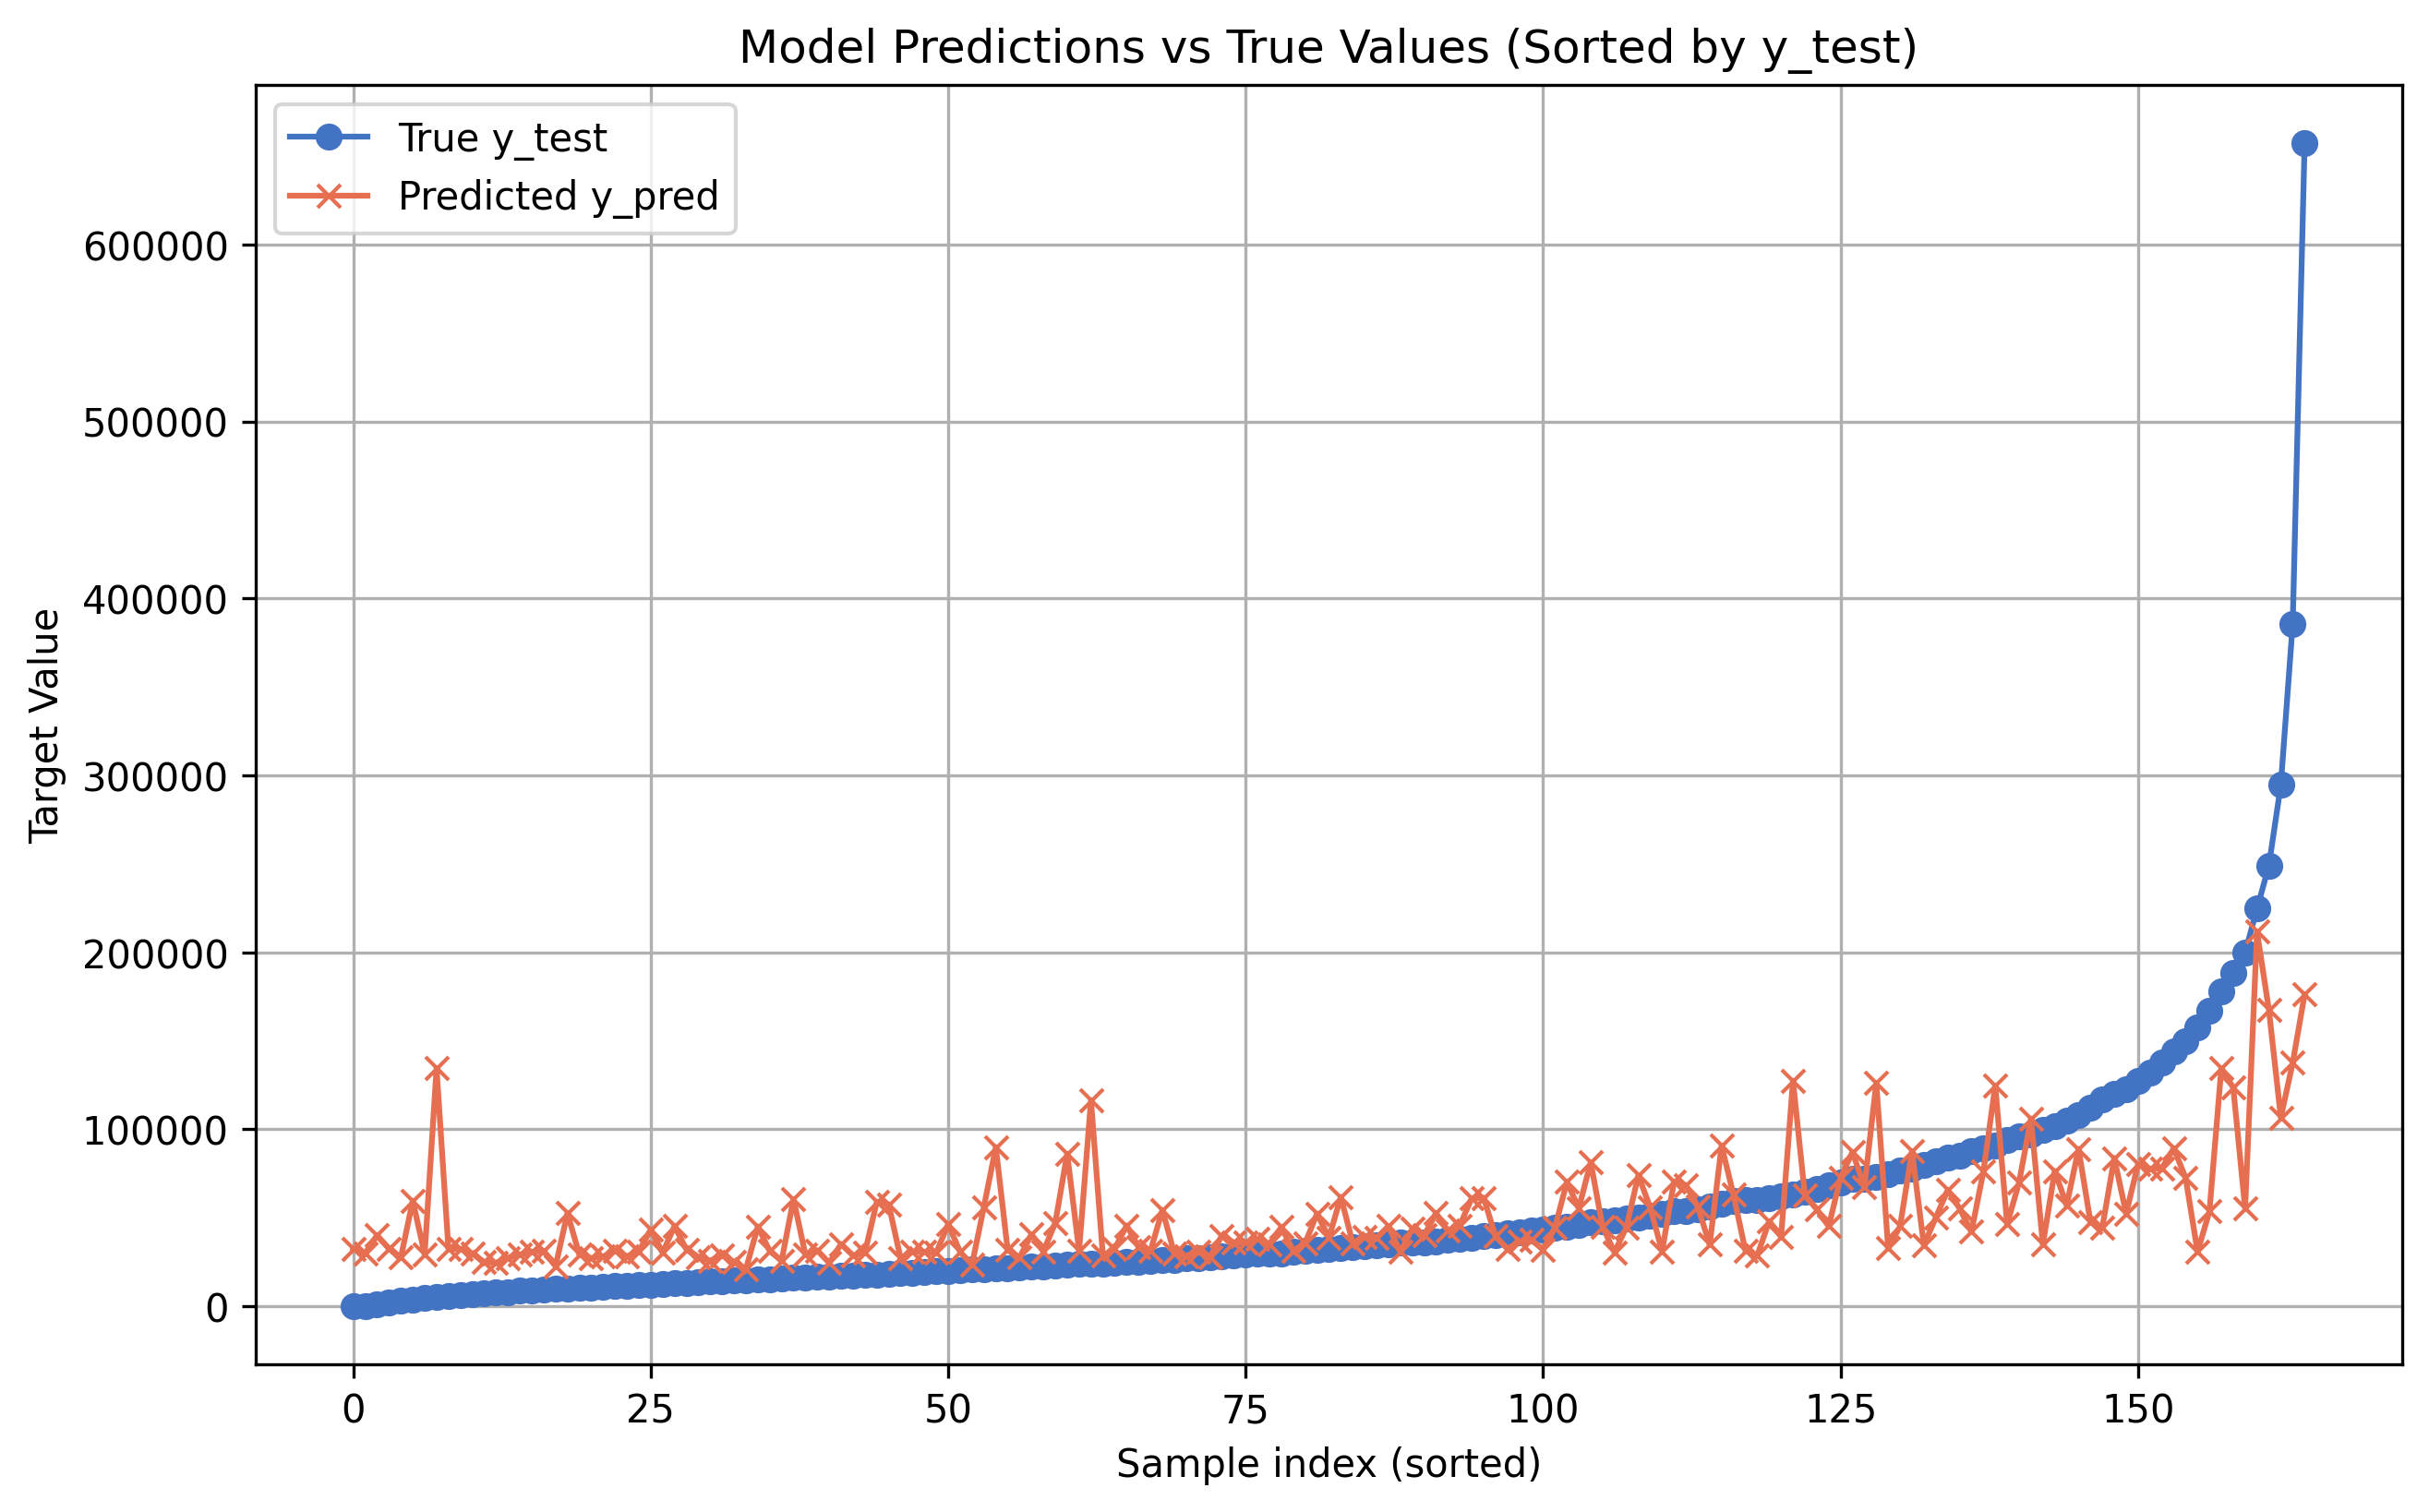 Model Predictions vs True Values (Sorted by y_test)
True y_test
Predicted y_pred
Target Value
600000
500000
400000
300000
200000
100000
0
0 25 50 75 100 125 150
Sample index (sorted)